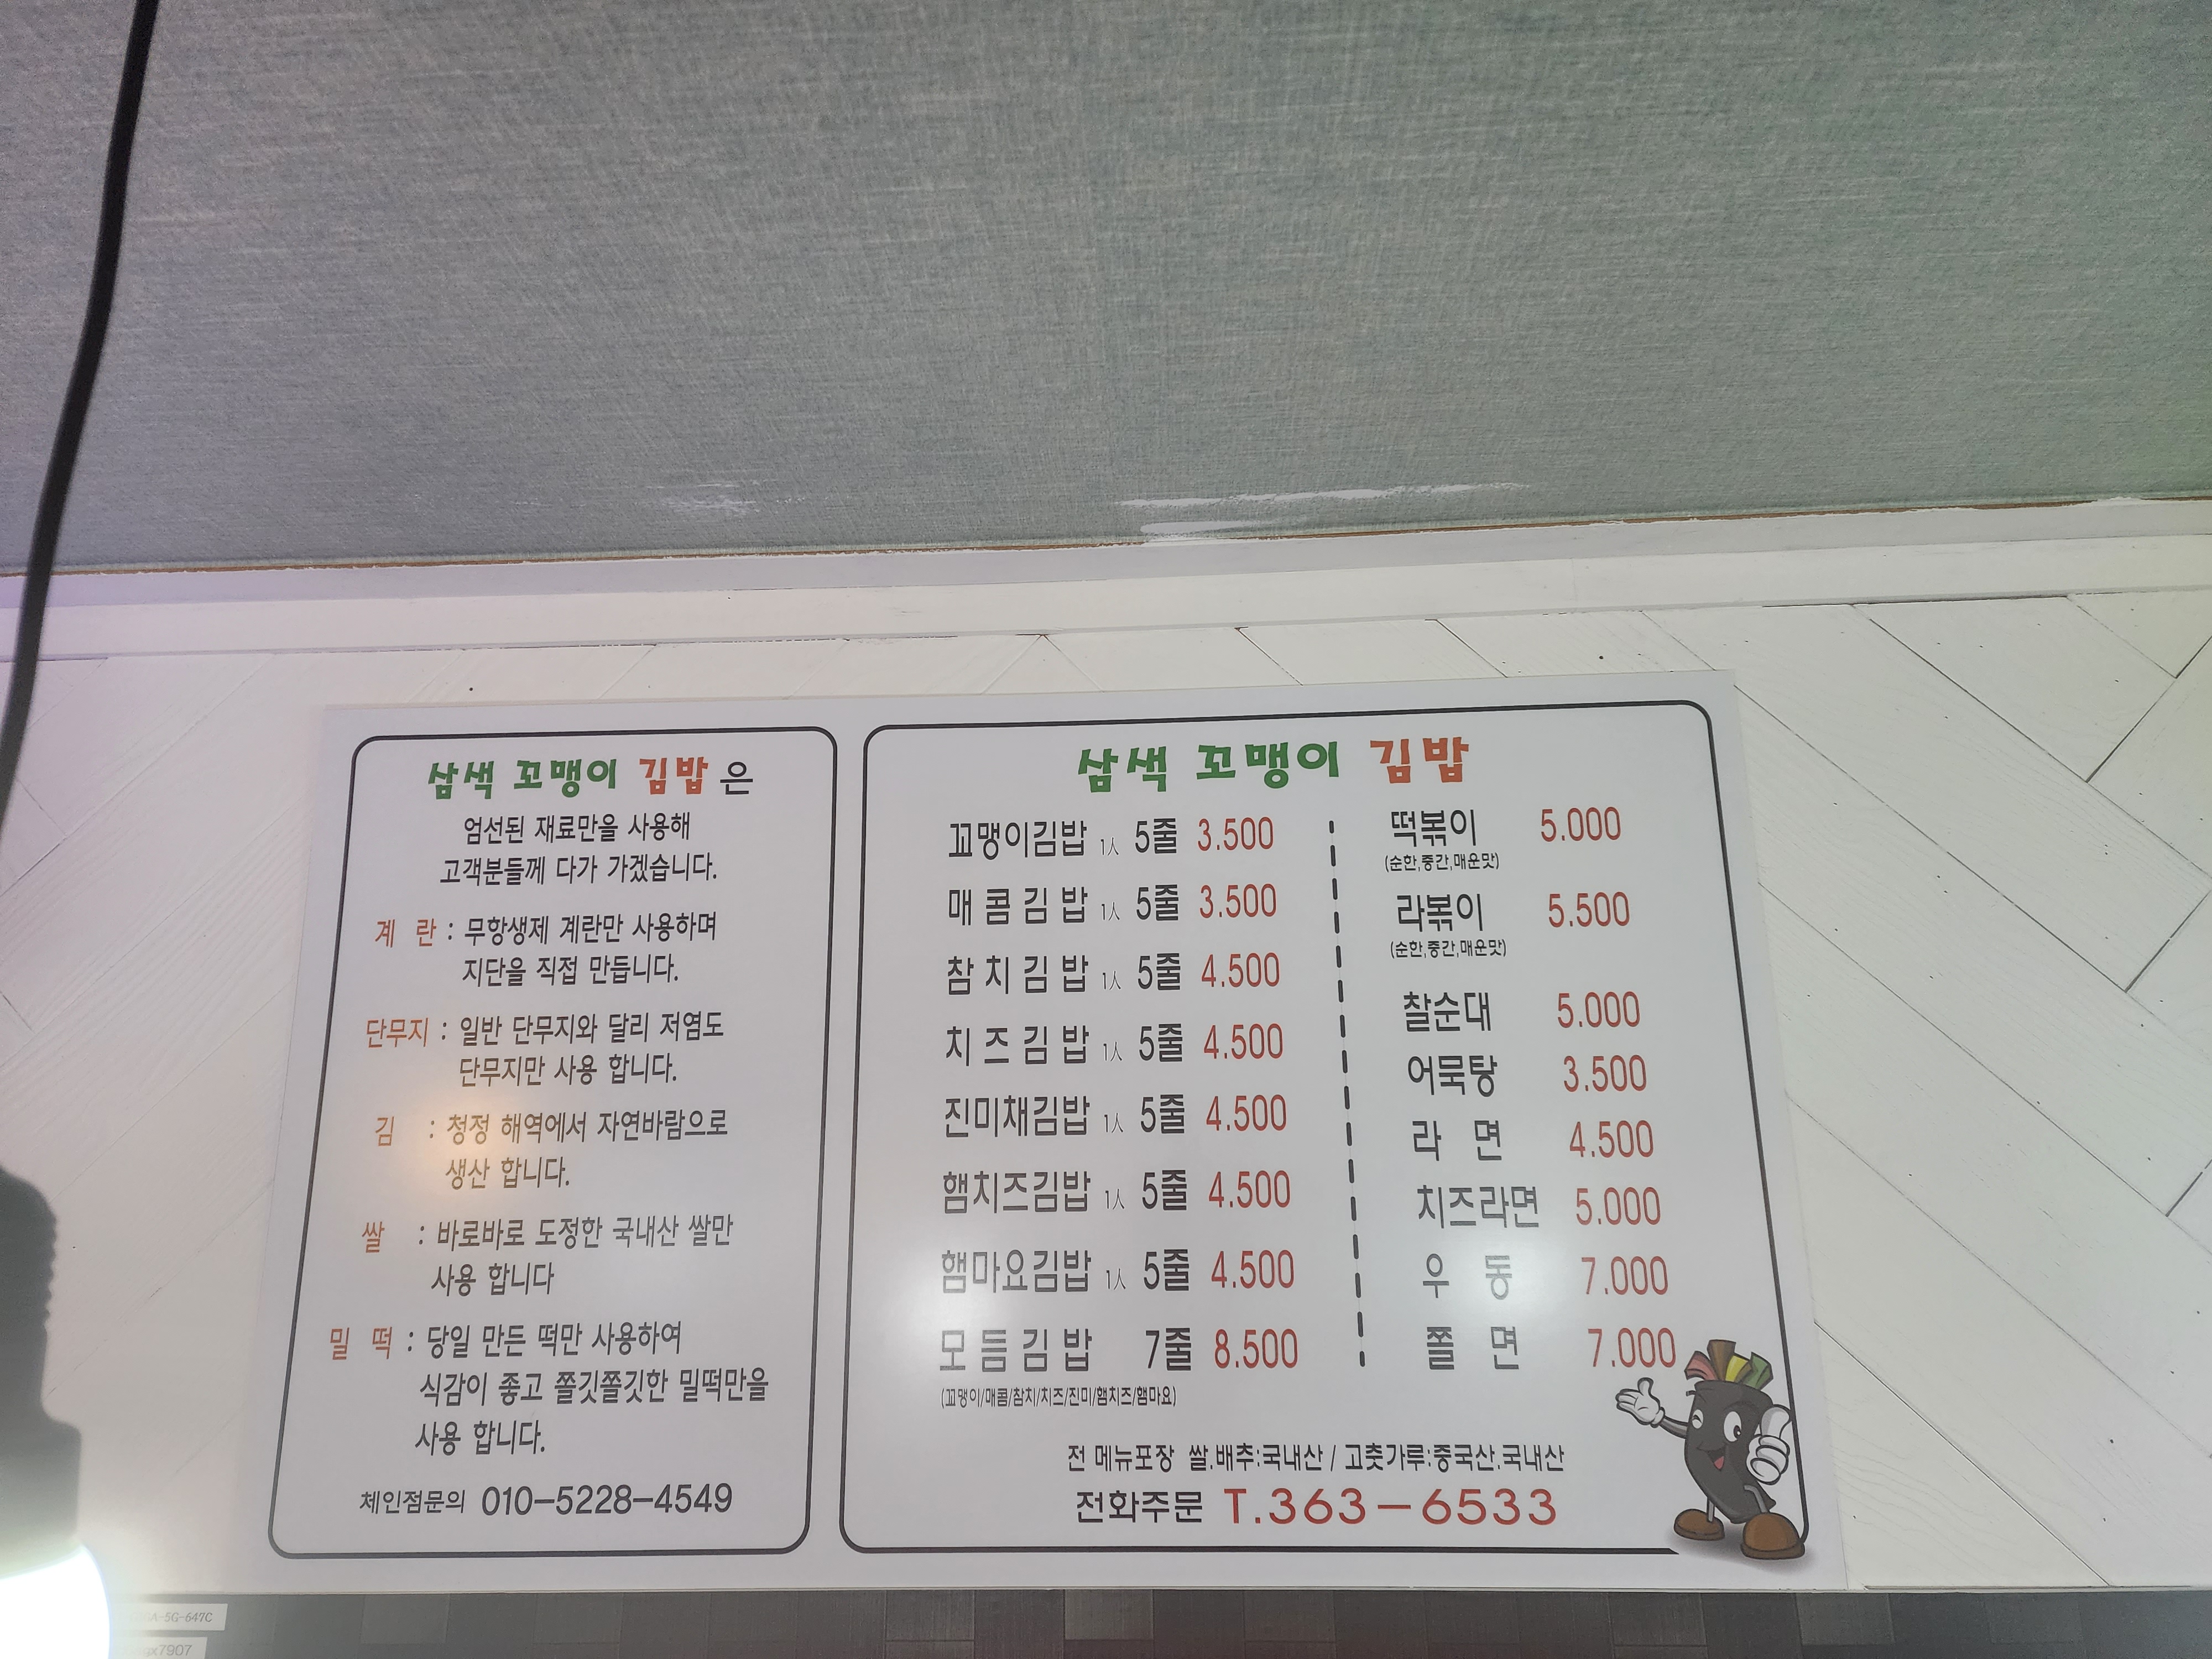 삼색 꼬맹이 김밥은
엄선된 재료만을 사용해
고객분들께 다가 가겠습니다.
계 란 : 무항생제 계란만 사용하며
지단을 직접 만듭니다.
단무지 : 일반 단무지와 달리 저염도
단무지만 사용 합니다.
김 : 청정 해역에서 자연바람으로
생산 합니다.
쌀 : 바로바로 도정한 국내산 쌀만
사용 합니다
밀 떡 : 당일 만든 떡만 사용하여
식감이 좋고 쫄깃쫄깃한 밀떡만을
사용 합니다.
체인점문의 010-5228-4549
삼색 꼬맹이 김밥
꼬맹이김밥 1人 5줄 3.500
매콤김밥 1人 5줄 3.500
참치김밥 1人 5줄 4.500
치즈김밥 1人 5줄 4.500
진미채김밥 1人 5줄 4.500
햄치즈김밥 1人 5줄 4.500
햄마요김밥 1人 5줄 4.500
모듬김밥 7줄 8.500
(꼬맹이/매콤/참치/치즈/진미/햄치즈/햄마요)
떡볶이 5.000
(순한,중간,매운맛)
라볶이 5.500
(순한,중간,매운맛)
찰순대 5.000
어묵탕 3.500
라 면 4.500
치즈라면 5.000
우 동 7.000
쫄 면 7.000
전 메뉴포장 쌀.배추:국내산 / 고춧가루:중국산.국내산
전화주문 T.363-6533